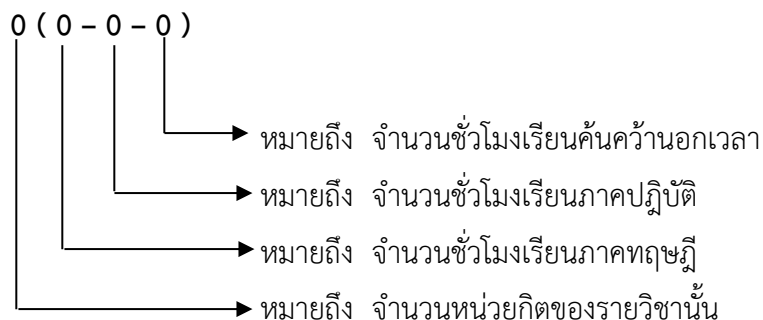 0 ( 0 – 0 – 0 )
หมายถึง จำนวนชั่วโมงเรียนค้นคว้านอกเวลา
หมายถึง จำนวนชั่วโมงเรียนภาคปฏิบัติ
หมายถึง จำนวนชั่วโมงเรียนภาคทฤษฎี
หมายถึง จำนวนหน่วยกิตของรายวิชานั้น